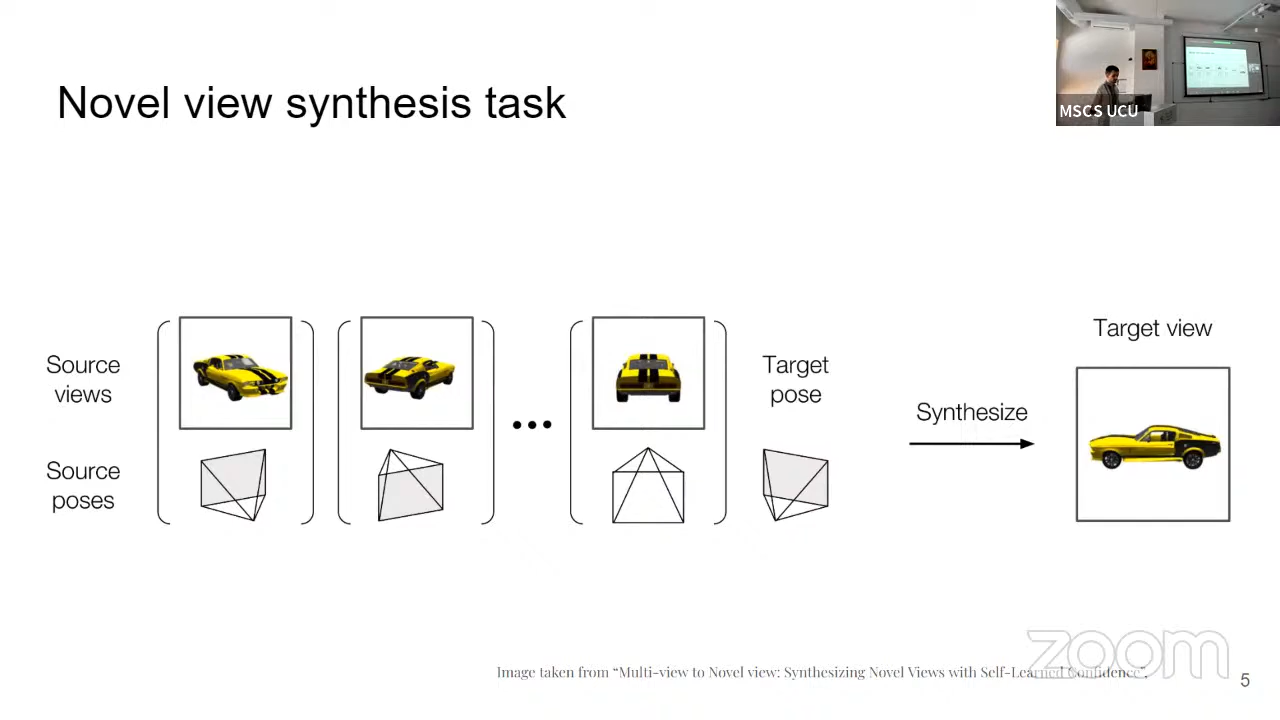 MSCS UCU
Novel view synthesis task
Source
views
Source
poses
Target
pose
Synthesize
Target view
zoom
Image taken from “Multi-view to Novel view: Synthesizing Novel Views with Self-Learned Confidence”.
5